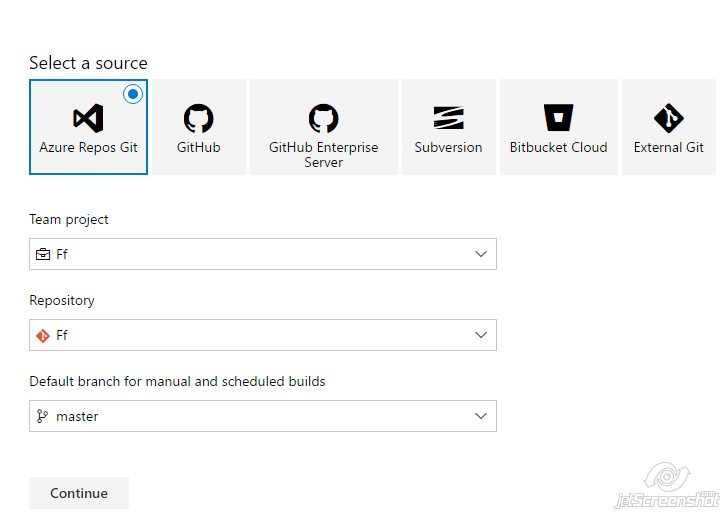 Select a source
Azure Repos Git
GitHub
GitHub Enterprise
Server
Subversion
Bitbucket Cloud
External Git
Team project
Ff
Repository
Ff
Default branch for manual and scheduled builds
master
Continue
jetScreenshot.com